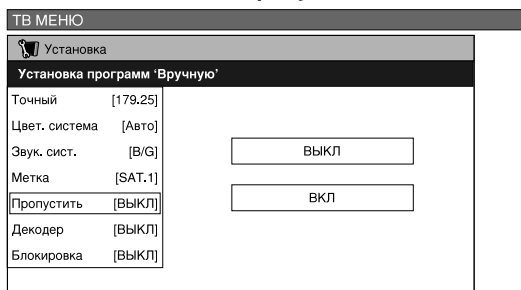 ТВ МЕНЮ
Установка
Установка программ ‘Вручную’
Точный [179.25]
Цвет. система [Авто]
Звук. сист. [B/G]
Метка [SAT.1]
Пропустить [ВЫКЛ]
Декодер [ВЫКЛ]
Блокировка [ВЫКЛ]
ВЫКЛ
ВКЛ